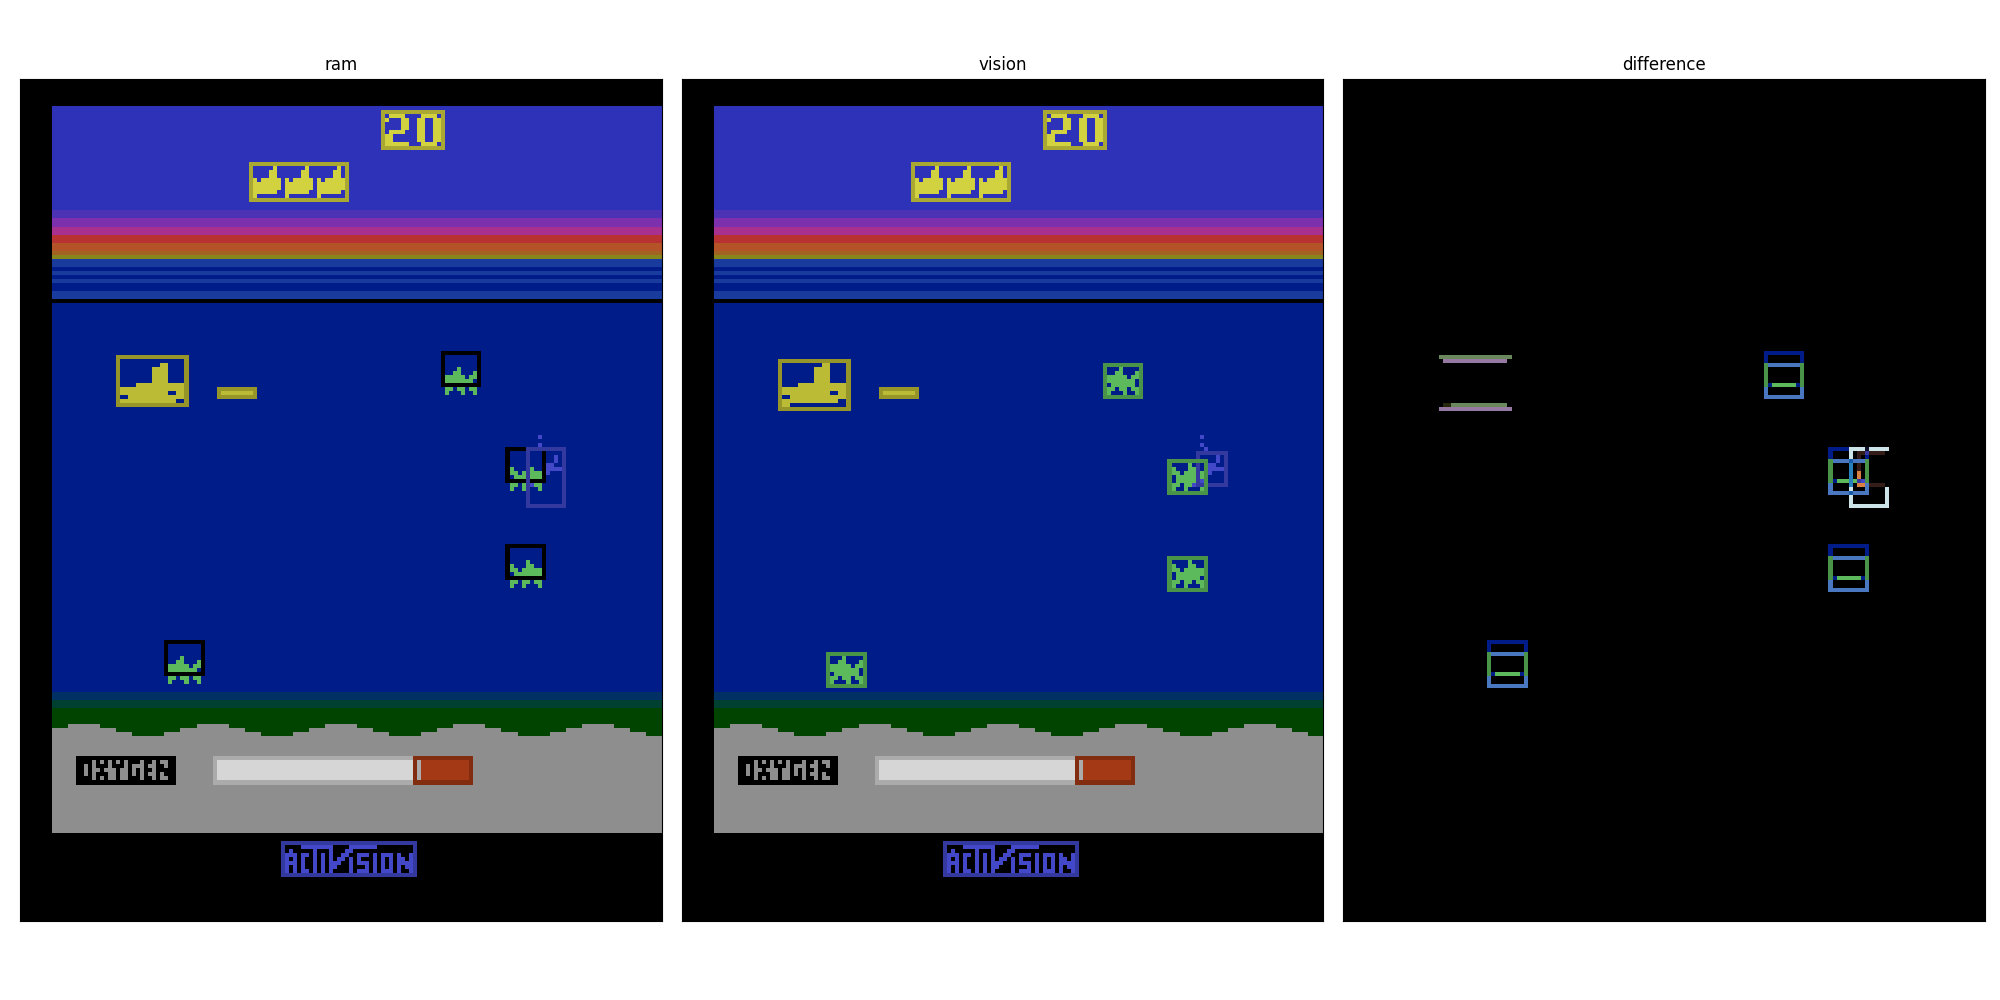 ram
vision
difference
20
20
OXYGEN
OXYGEN
ACTIVISION
ACTIVISION